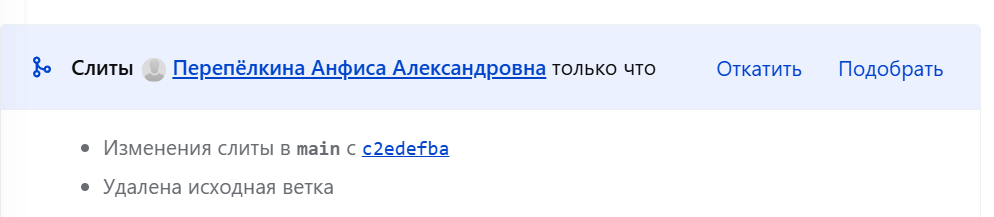 Слиты Перепёлкина Анфиса Александровна только что Откатить Подобрать
Изменения слиты в main с c2edefba
Удалена исходная ветка